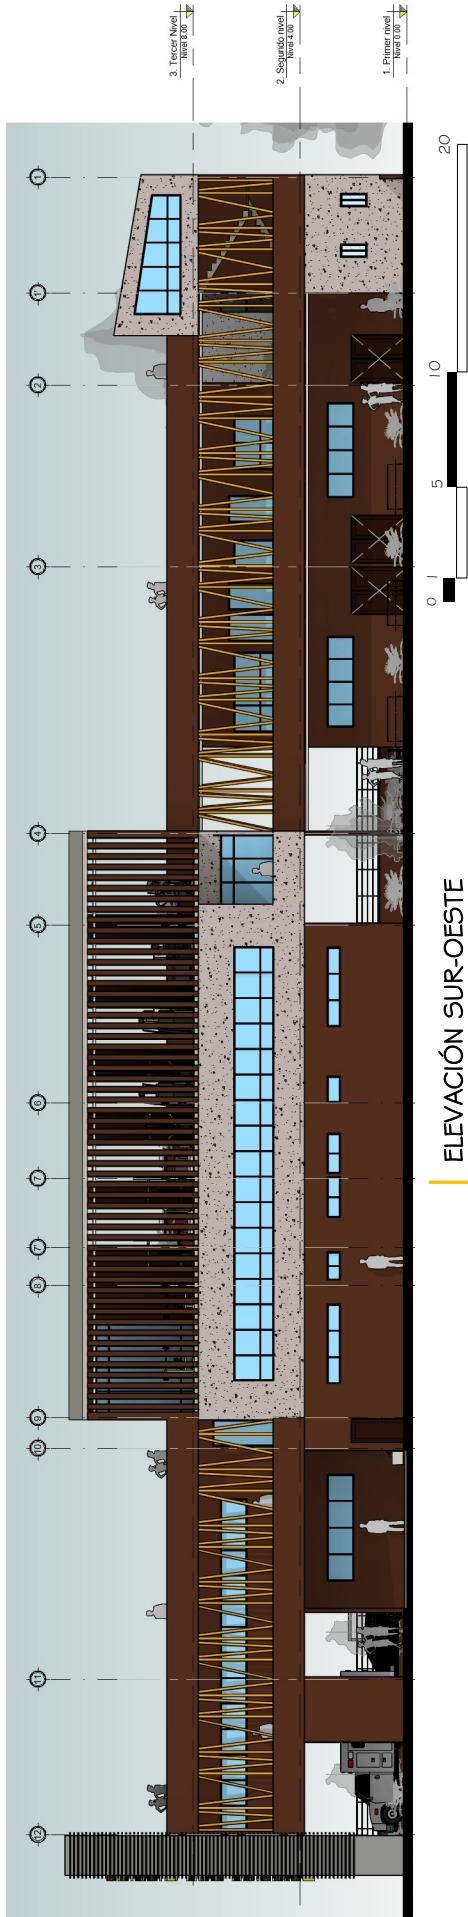 12 11 10 9 8 7' 7 6 5 4 3 2 1' 1
3. Tercer Nivel
Nivel 8.00
2. Segundo nivel
Nivel 4.00
1. Primer nivel
Nivel 0.00
ELEVACIÓN SUR-OESTE
0 1 5 10 20